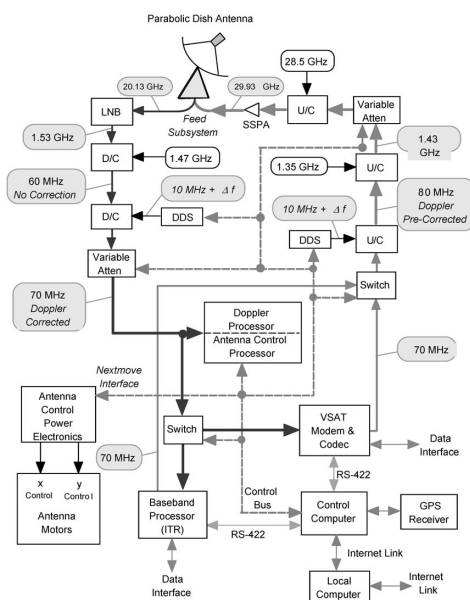 Parabolic Dish Antenna
28.5 GHz
20.13 GHz
29.93 GHz
LNB
Feed
Subsystem
SSPA
U/C
Variable
Atten
1.53 GHz
1.43
GHz
D/C
1.47 GHz
1.35 GHz
U/C
60 MHz
No Correction
10 MHz + Δ f
10 MHz + Δ f
80 MHz
Doppler
Pre-Corrected
D/C
DDS
DDS
U/C
Variable
Atten
Switch
70 MHz
Doppler
Corrected
Doppler
Processor
Antenna Control
Processor
70 MHz
Nextmove
Interface
Antenna
Control
Power
Electronics
Switch
VSAT
Modem &
Codec
70 MHz
Data
Interface
x
Control
y
Control
Antenna
Motors
RS-422
Baseband
Processor
(ITR)
Control
Bus
Control
Computer
GPS
Receiver
RS-422
Internet Link
Data
Interface
Local
Computer
Internet
Link